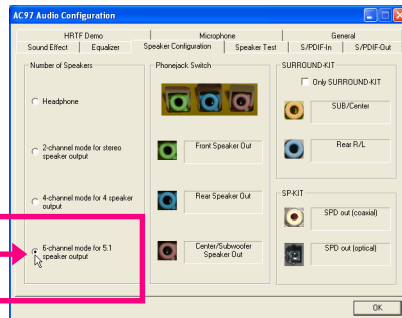 AC97 Audio Configuration
HRTF Demo
Microphone
General
Sound Effect
Equalizer
Speaker Configuration
Speaker Test
S/PDIF-In
S/PDIF-Out
Number of Speakers
Headphone
2-channel mode for stereo
speaker output
4-channel mode for 4 speaker
output
6-channel mode for 5.1
speaker output
Phonejack Switch
Front Speaker Out
Rear Speaker Out
Center/Subwoofer
Speaker Out
SURROUND-KIT
Only SURROUND-KIT
SUB/Center
Rear R/L
SP-KIT
SPD out (coaxial)
SPD out (optical)
OK